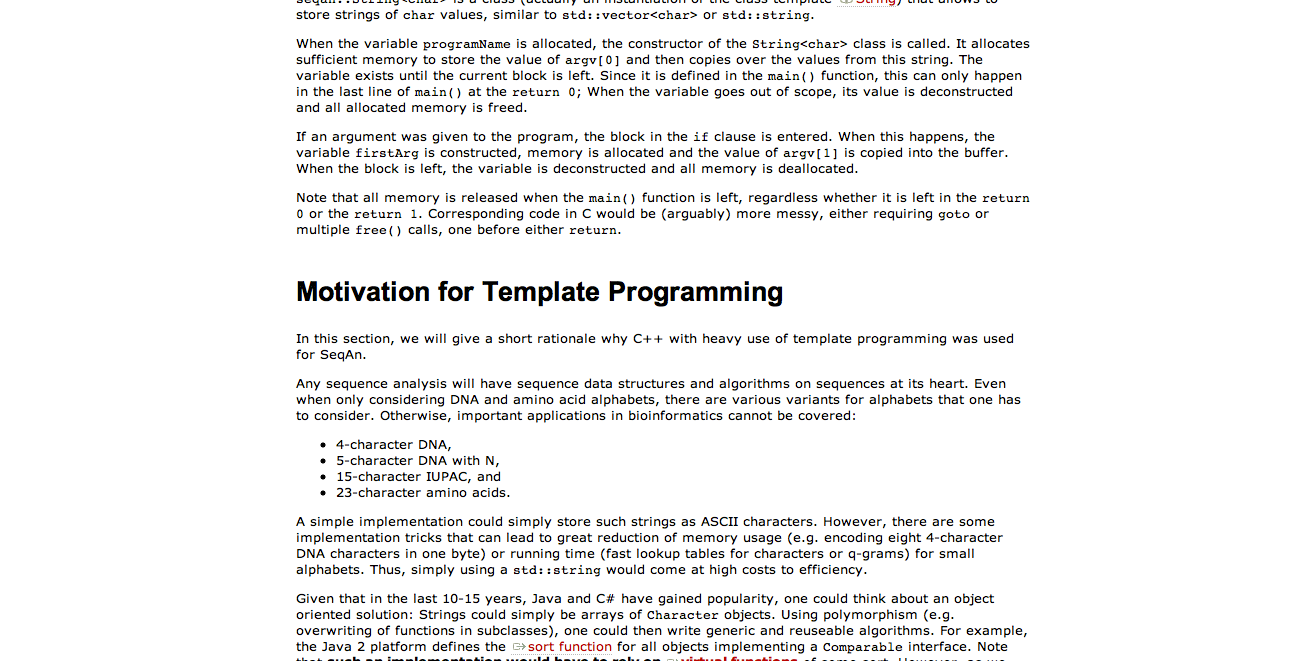 seqan::String<char> is a class (actually an instantiation of the class template String) that allows to
store strings of char values, similar to std::vector<char> or std::string.
When the variable programName is allocated, the constructor of the String<char> class is called. It allocates
sufficient memory to store the value of argv[0] and then copies over the values from this string. The
variable exists until the current block is left. Since it is defined in the main() function, this can only happen
in the last line of main() at the return 0; When the variable goes out of scope, its value is deconstructed
and all allocated memory is freed.
If an argument was given to the program, the block in the if clause is entered. When this happens, the
variable firstArg is constructed, memory is allocated and the value of argv[1] is copied into the buffer.
When the block is left, the variable is deconstructed and all memory is deallocated.
Note that all memory is released when the main() function is left, regardless whether it is left in the return
0 or the return 1. Corresponding code in C would be (arguably) more messy, either requiring goto or
multiple free() calls, one before either return.
Motivation for Template Programming
In this section, we will give a short rationale why C++ with heavy use of template programming was used
for SeqAn.
Any sequence analysis will have sequence data structures and algorithms on sequences at its heart. Even
when only considering DNA and amino acid alphabets, there are various variants for alphabets that one has
to consider. Otherwise, important applications in bioinformatics cannot be covered:
• 4-character DNA,
• 5-character DNA with N,
• 15-character IUPAC, and
• 23-character amino acids.
A simple implementation could simply store such strings as ASCII characters. However, there are some
implementation tricks that can lead to great reduction of memory usage (e.g. encoding eight 4-character
DNA characters in one byte) or running time (fast lookup tables for characters or q-grams) for small
alphabets. Thus, simply using a std::string would come at high costs to efficiency.
Given that in the last 10-15 years, Java and C# have gained popularity, one could think about an object
oriented solution: Strings could simply be arrays of Character objects. Using polymorphism (e.g.
overwriting of functions in subclasses), one could then write generic and reuseable algorithms. For example,
the Java 2 platform defines the sort function for all objects implementing a Comparable interface. Note
that such an implementation would have to rely on virtual functions of some sort. However, as we